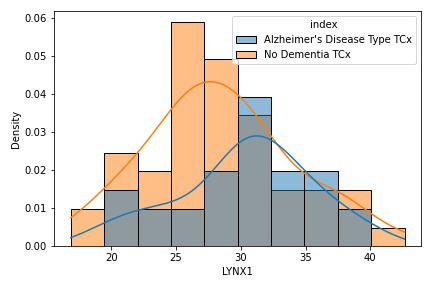 index
Alzheimer's Disease Type TCx
No Dementia TCx
0.06
0.05
0.04
0.03
0.02
0.01
0.00
Density
20 25 30 35 40
LYNX1